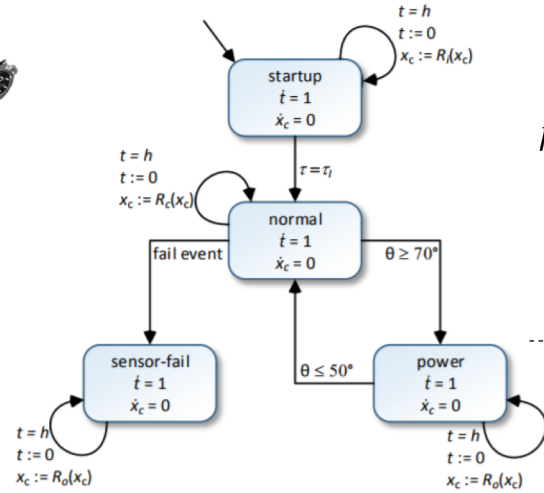 t = h
t := 0
x_c := R_I(x_c)
startup
ṫ = 1
ẋ_c = 0
τ = τ_I
t = h
t := 0
x_c := R_c(x_c)
normal
ṫ = 1
ẋ_c = 0
fail event
θ ≥ 70°
sensor-fail
ṫ = 1
ẋ_c = 0
θ ≤ 50°
power
ṫ = 1
ẋ_c = 0
t = h
t := 0
x_c := R_o(x_c)
t = h
t := 0
x_c := R_o(x_c)